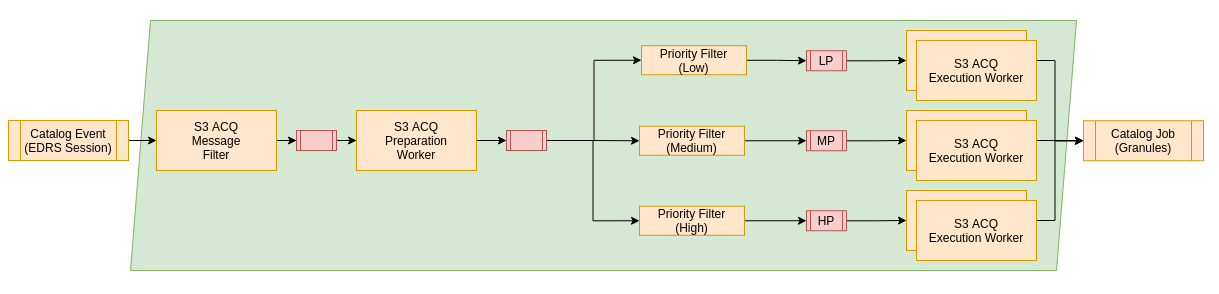 Catalog Event
(EDRS Session)
S3 ACQ
Message
Filter
S3 ACQ
Preparation
Worker
Priority Filter
(Low)
LP
S3 ACQ
Execution Worker
Priority Filter
(Medium)
MP
S3 ACQ
Execution Worker
Priority Filter
(High)
HP
S3 ACQ
Execution Worker
Catalog Job
(Granules)